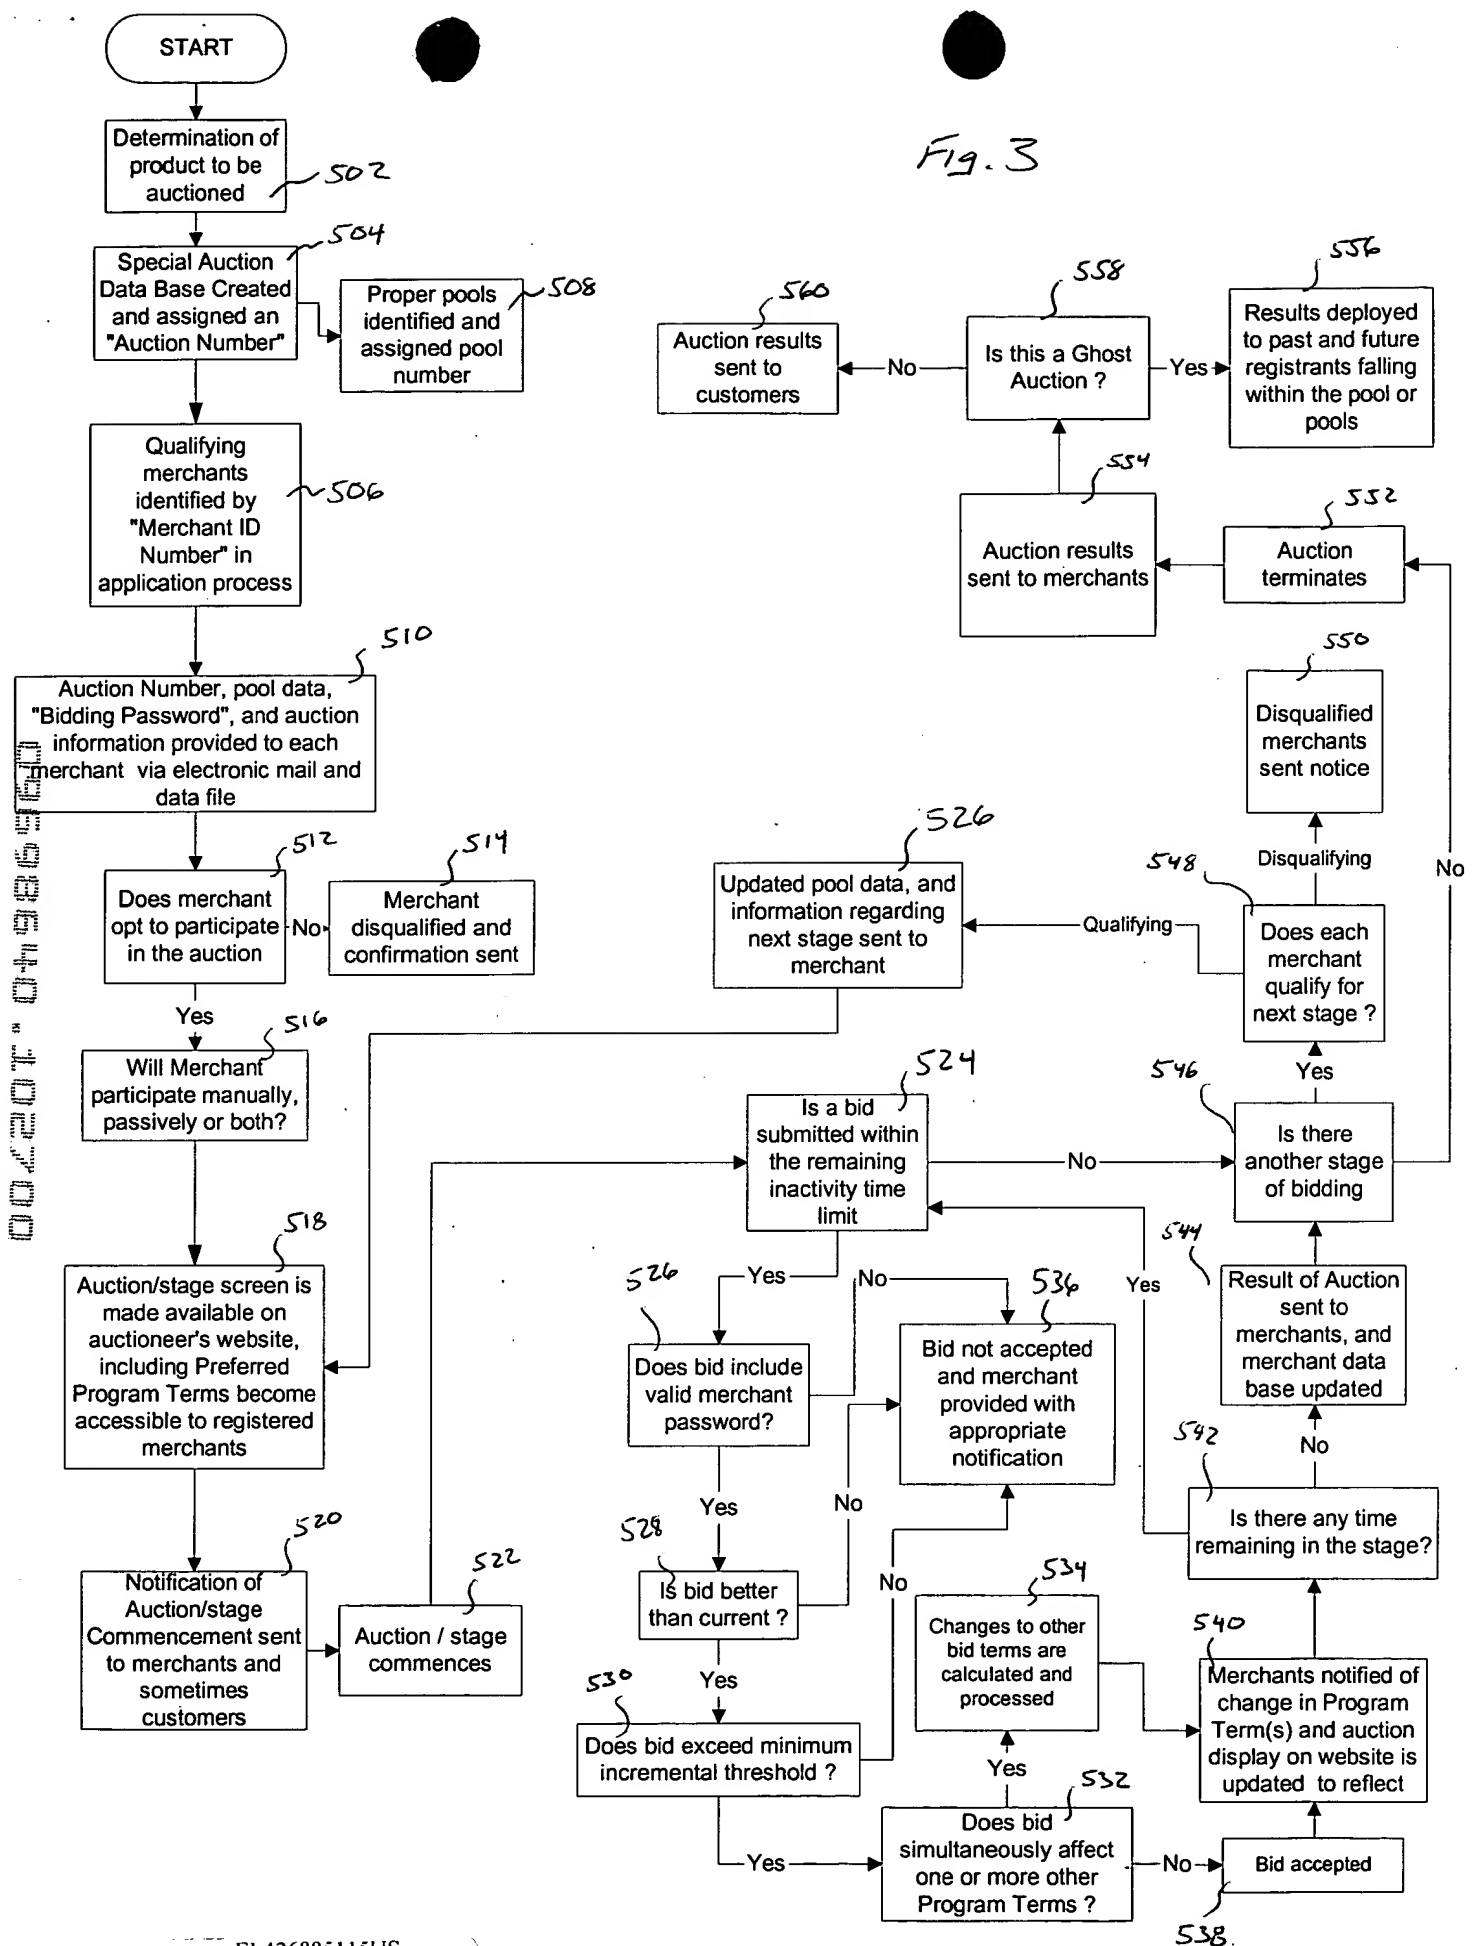 START
Fig. 3
Determination of
product to be
auctioned
502
504
Special Auction
Data Base Created
and assigned an
"Auction Number"
Proper pools
identified and
assigned pool
number
508
Qualifying
merchants
identified by
"Merchant ID
Number" in
application process
506
510
Auction Number, pool data,
"Bidding Password", and auction
information provided to each
merchant via electronic mail and
data file
512
Does merchant
opt to participate
in the auction
No
514
Merchant
disqualified and
confirmation sent
Yes
516
Will Merchant
participate manually,
passively or both?
518
Auction/stage screen is
made available on
auctioneer's website,
including Preferred
Program Terms become
accessible to registered
merchants
520
Notification of
Auction/stage
Commencement sent
to merchants and
sometimes
customers
522
Auction / stage
commences
560
Auction results
sent to
customers
No
558
Is this a Ghost
Auction ?
Yes
556
Results deployed
to past and future
registrants falling
within the pool or
pools
554
Auction results
sent to merchants
552
Auction
terminates
550
Disqualified
merchants
sent notice
Disqualifying
No
526
Updated pool data, and
information regarding
next stage sent to
merchant
Qualifying
548
Does each
merchant
qualify for
next stage ?
Yes
546
Is there
another stage
of bidding
524
Is a bid
submitted within
the remaining
inactivity time
limit
No
Yes
544
Result of Auction
sent to
merchants, and
merchant data
base updated
Yes
No
526
Does bid include
valid merchant
password?
No
536
Bid not accepted
and merchant
provided with
appropriate
notification
542
Is there any time
remaining in the stage?
Yes
No
528
Is bid better
than current ?
No
534
Changes to other
bid terms are
calculated and
processed
540
Merchants notified of
change in Program
Term(s) and auction
display on website is
updated to reflect
Yes
530
Does bid exceed minimum
incremental threshold ?
Yes
532
Does bid
simultaneously affect
one or more other
Program Terms ?
Yes
No
Bid accepted
538